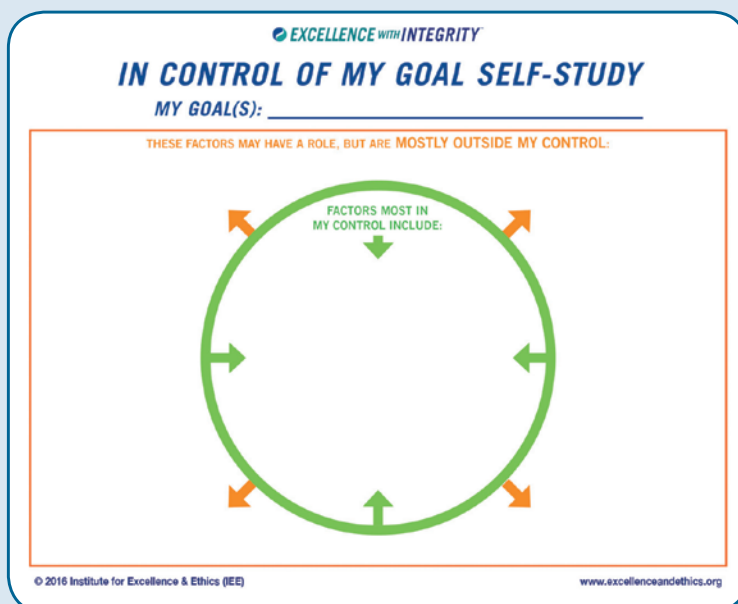 EXCELLENCE WITH INTEGRITY™
IN CONTROL OF MY GOAL SELF-STUDY
MY GOAL(S):
THESE FACTORS MAY HAVE A ROLE, BUT ARE MOSTLY OUTSIDE MY CONTROL:
FACTORS MOST IN
MY CONTROL INCLUDE:
© 2016 Institute for Excellence & Ethics (IEE)
www.excellenceandethics.org